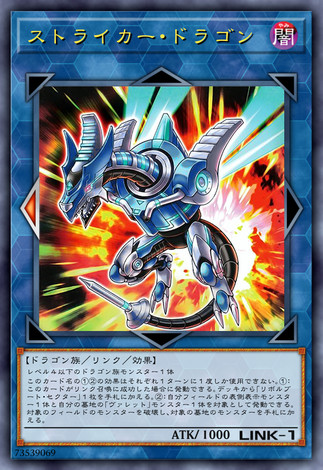 ストライカー・ドラゴン
闇
やみ
【ドラゴン族／リンク／効果】
レベル４以下のドラゴン族モンスター１体
このカード名の①②の効果はそれぞれ１ターンに１度しか使用できない。①：
このカードがリンク召喚に成功した場合に発動できる。デッキから「リボルブ
ート・セクター」１枚を手札に加える。②：自分フィールドの表側表示モンスタ
ー１体と自分の墓地の「ヴァレット」モンスター１体を対象として発動できる。
対象のフィールドのモンスターを破壊し、対象の墓地のモンスターを手札に加
える。
ATK/1000 LINK-1
73539069